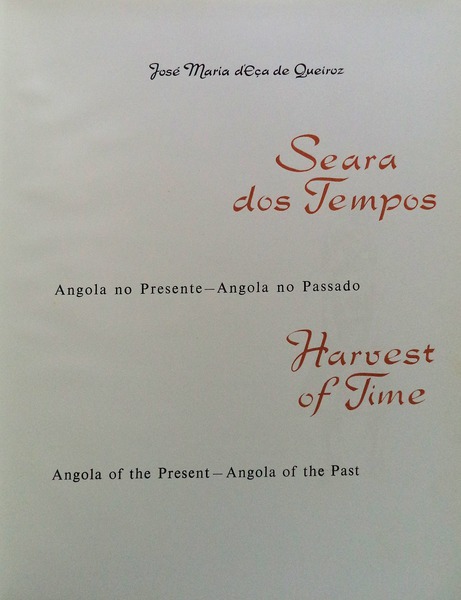 José Maria d'Eça de Queiroz
Seara
dos Tempos
Angola no Presente—Angola no Passado
Harvest
of Time
Angola of the Present—Angola of the Past